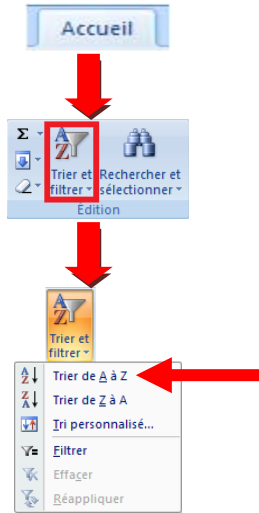 Accueil
Σ
Trier et Rechercher et
filtrer sélectionner
Édition
Trier et
filtrer
Trier de A à Z
Trier de Z à A
Tri personnalisé...
Filtrer
Effacer
Réappliquer